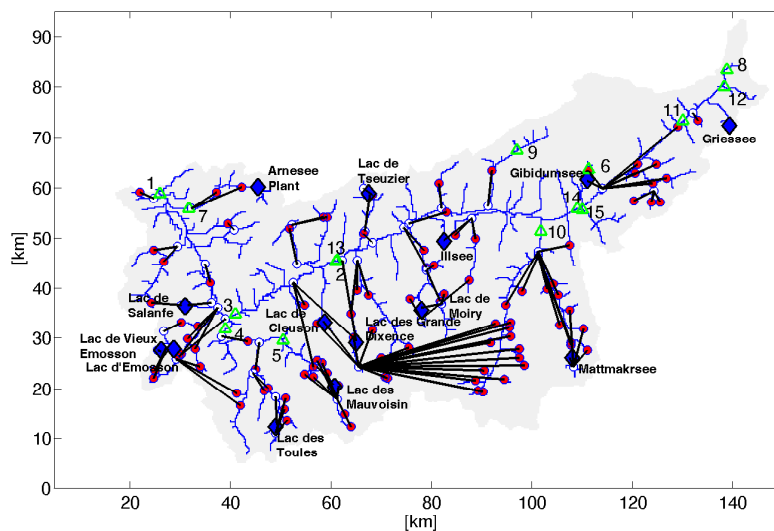 90
80
70
60
50
40
30
20
10
0
[km]
20
40
60
80
100
120
140
[km]
8
12
11
Griessee
9
6
Gibidumsee
14
15
10
Lac de
Tseuzier
Arnesee
Plant
1
7
13
2
Illsee
Lac de
Moiry
Lac de
Salanfe
3
4
Lac de
Cleuson
Lac des Grande
Dixence
5
Lac de Vieux
Emosson
Lac d'Emosson
Lac des
Mauvoisin
Mattmakrsee
Lac des
Toules